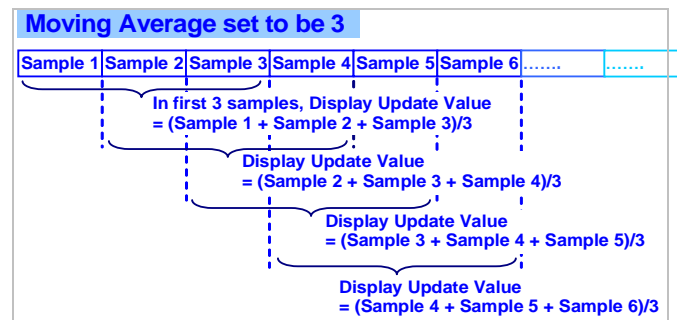 Moving Average set to be 3
Sample 1 Sample 2 Sample 3 Sample 4 Sample 5 Sample 6 ....... .......
In first 3 samples, Display Update Value
= (Sample 1 + Sample 2 + Sample 3)/3
Display Update Value
= (Sample 2 + Sample 3 + Sample 4)/3
Display Update Value
= (Sample 3 + Sample 4 + Sample 5)/3
Display Update Value
= (Sample 4 + Sample 5 + Sample 6)/3